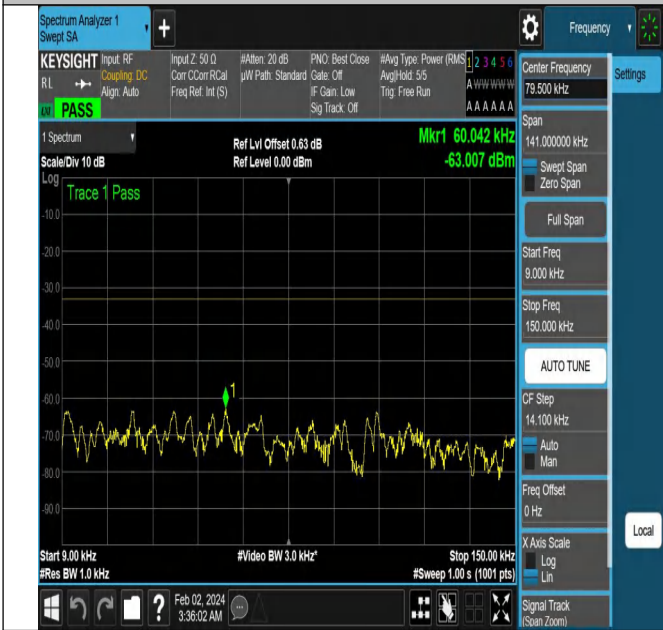 Spectrum Analyzer 1
Swept SA
+
Frequency
KEYSIGHT
RL
PASS
Input: RF
Coupling: DC
Align: Auto
Input Z: 50 Ω
Corr CCorr RCal
Freq Ref: Int (S)
#Atten: 20 dB
µW Path: Standard
PNO: Best Close
Gate: Off
IF Gain: Low
Sig Track: Off
#Avg Type: Power (RMS
Avg|Hold: 5/5
Trig: Free Run
1 2 3 4 5 6
A W W W W W
A A A A A A
1 Spectrum
Scale/Div 10 dB
Ref Lvl Offset 0.63 dB
Ref Level 0.00 dBm
Mkr1 60.042 kHz
-63.007 dBm
Log
Trace 1 Pass
-10.0
-20.0
-30.0
-40.0
-50.0
-60.0
-70.0
-80.0
-90.0
1
Start 9.00 kHz
#Res BW 1.0 kHz
#Video BW 3.0 kHz*
Stop 150.00 kHz
#Sweep 1.00 s (1001 pts)
Feb 02, 2024
3:36:02 AM
?
Center Frequency
79.500 kHz
Settings
Span
141.000000 kHz
Swept Span
Zero Span
Full Span
Start Freq
9.000 kHz
Stop Freq
150.000 kHz
AUTO TUNE
CF Step
14.100 kHz
Auto
Man
Freq Offset
0 Hz
X Axis Scale
Log
Lin
Local
Signal Track
(Span Zoom)